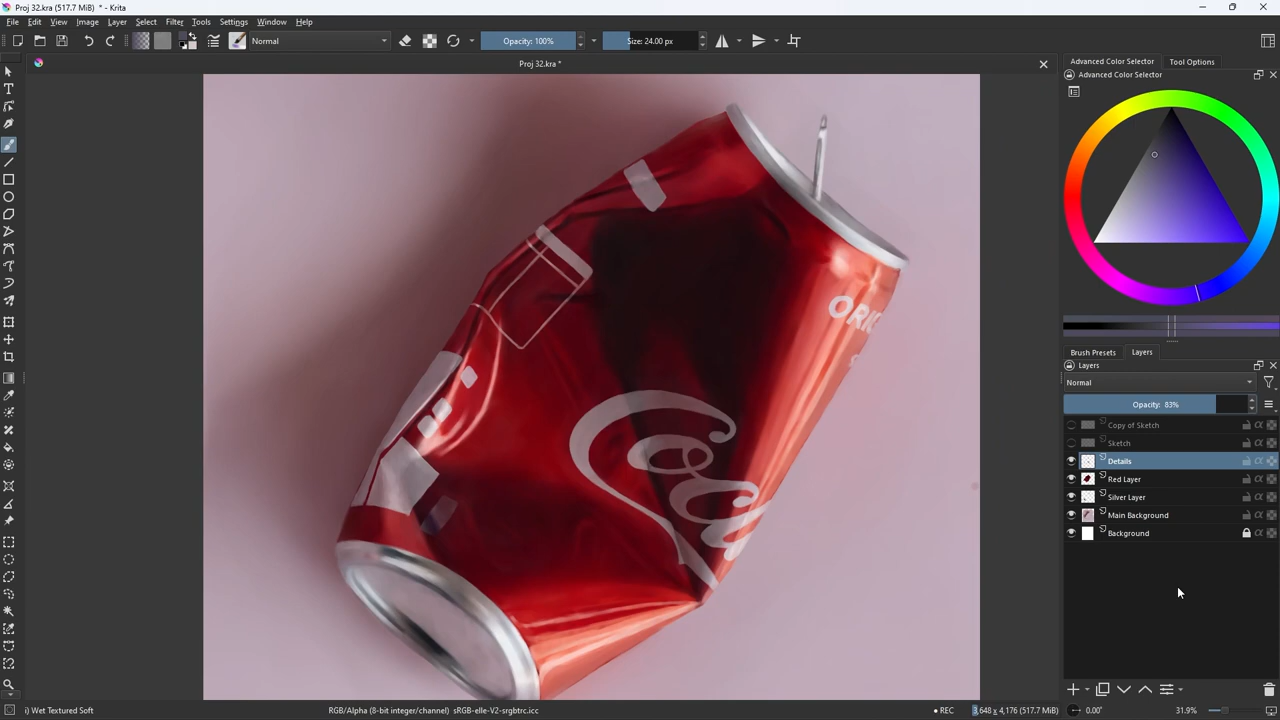 Proj 32.kra (517.7 MiB) * - Krita
File Edit View Image Layer Select Filter Tools Settings Window Help
Normal
Opacity: 100%
Size: 24.00 px
Proj 32.kra *
Advanced Color Selector
Tool Options
Advanced Color Selector
Brush Presets
Layers
Layers
Normal
Opacity: 83%
Copy of Sketch
Sketch
Details
Red Layer
Silver Layer
Main Background
Background
ORIG
Coca
i) Wet Textured Soft
RGB/Alpha (8-bit integer/channel) sRGB-elle-V2-srgbtrc.icc
REC
3,648 x 4,176 (517.7 MiB)
0.00°
31.9%